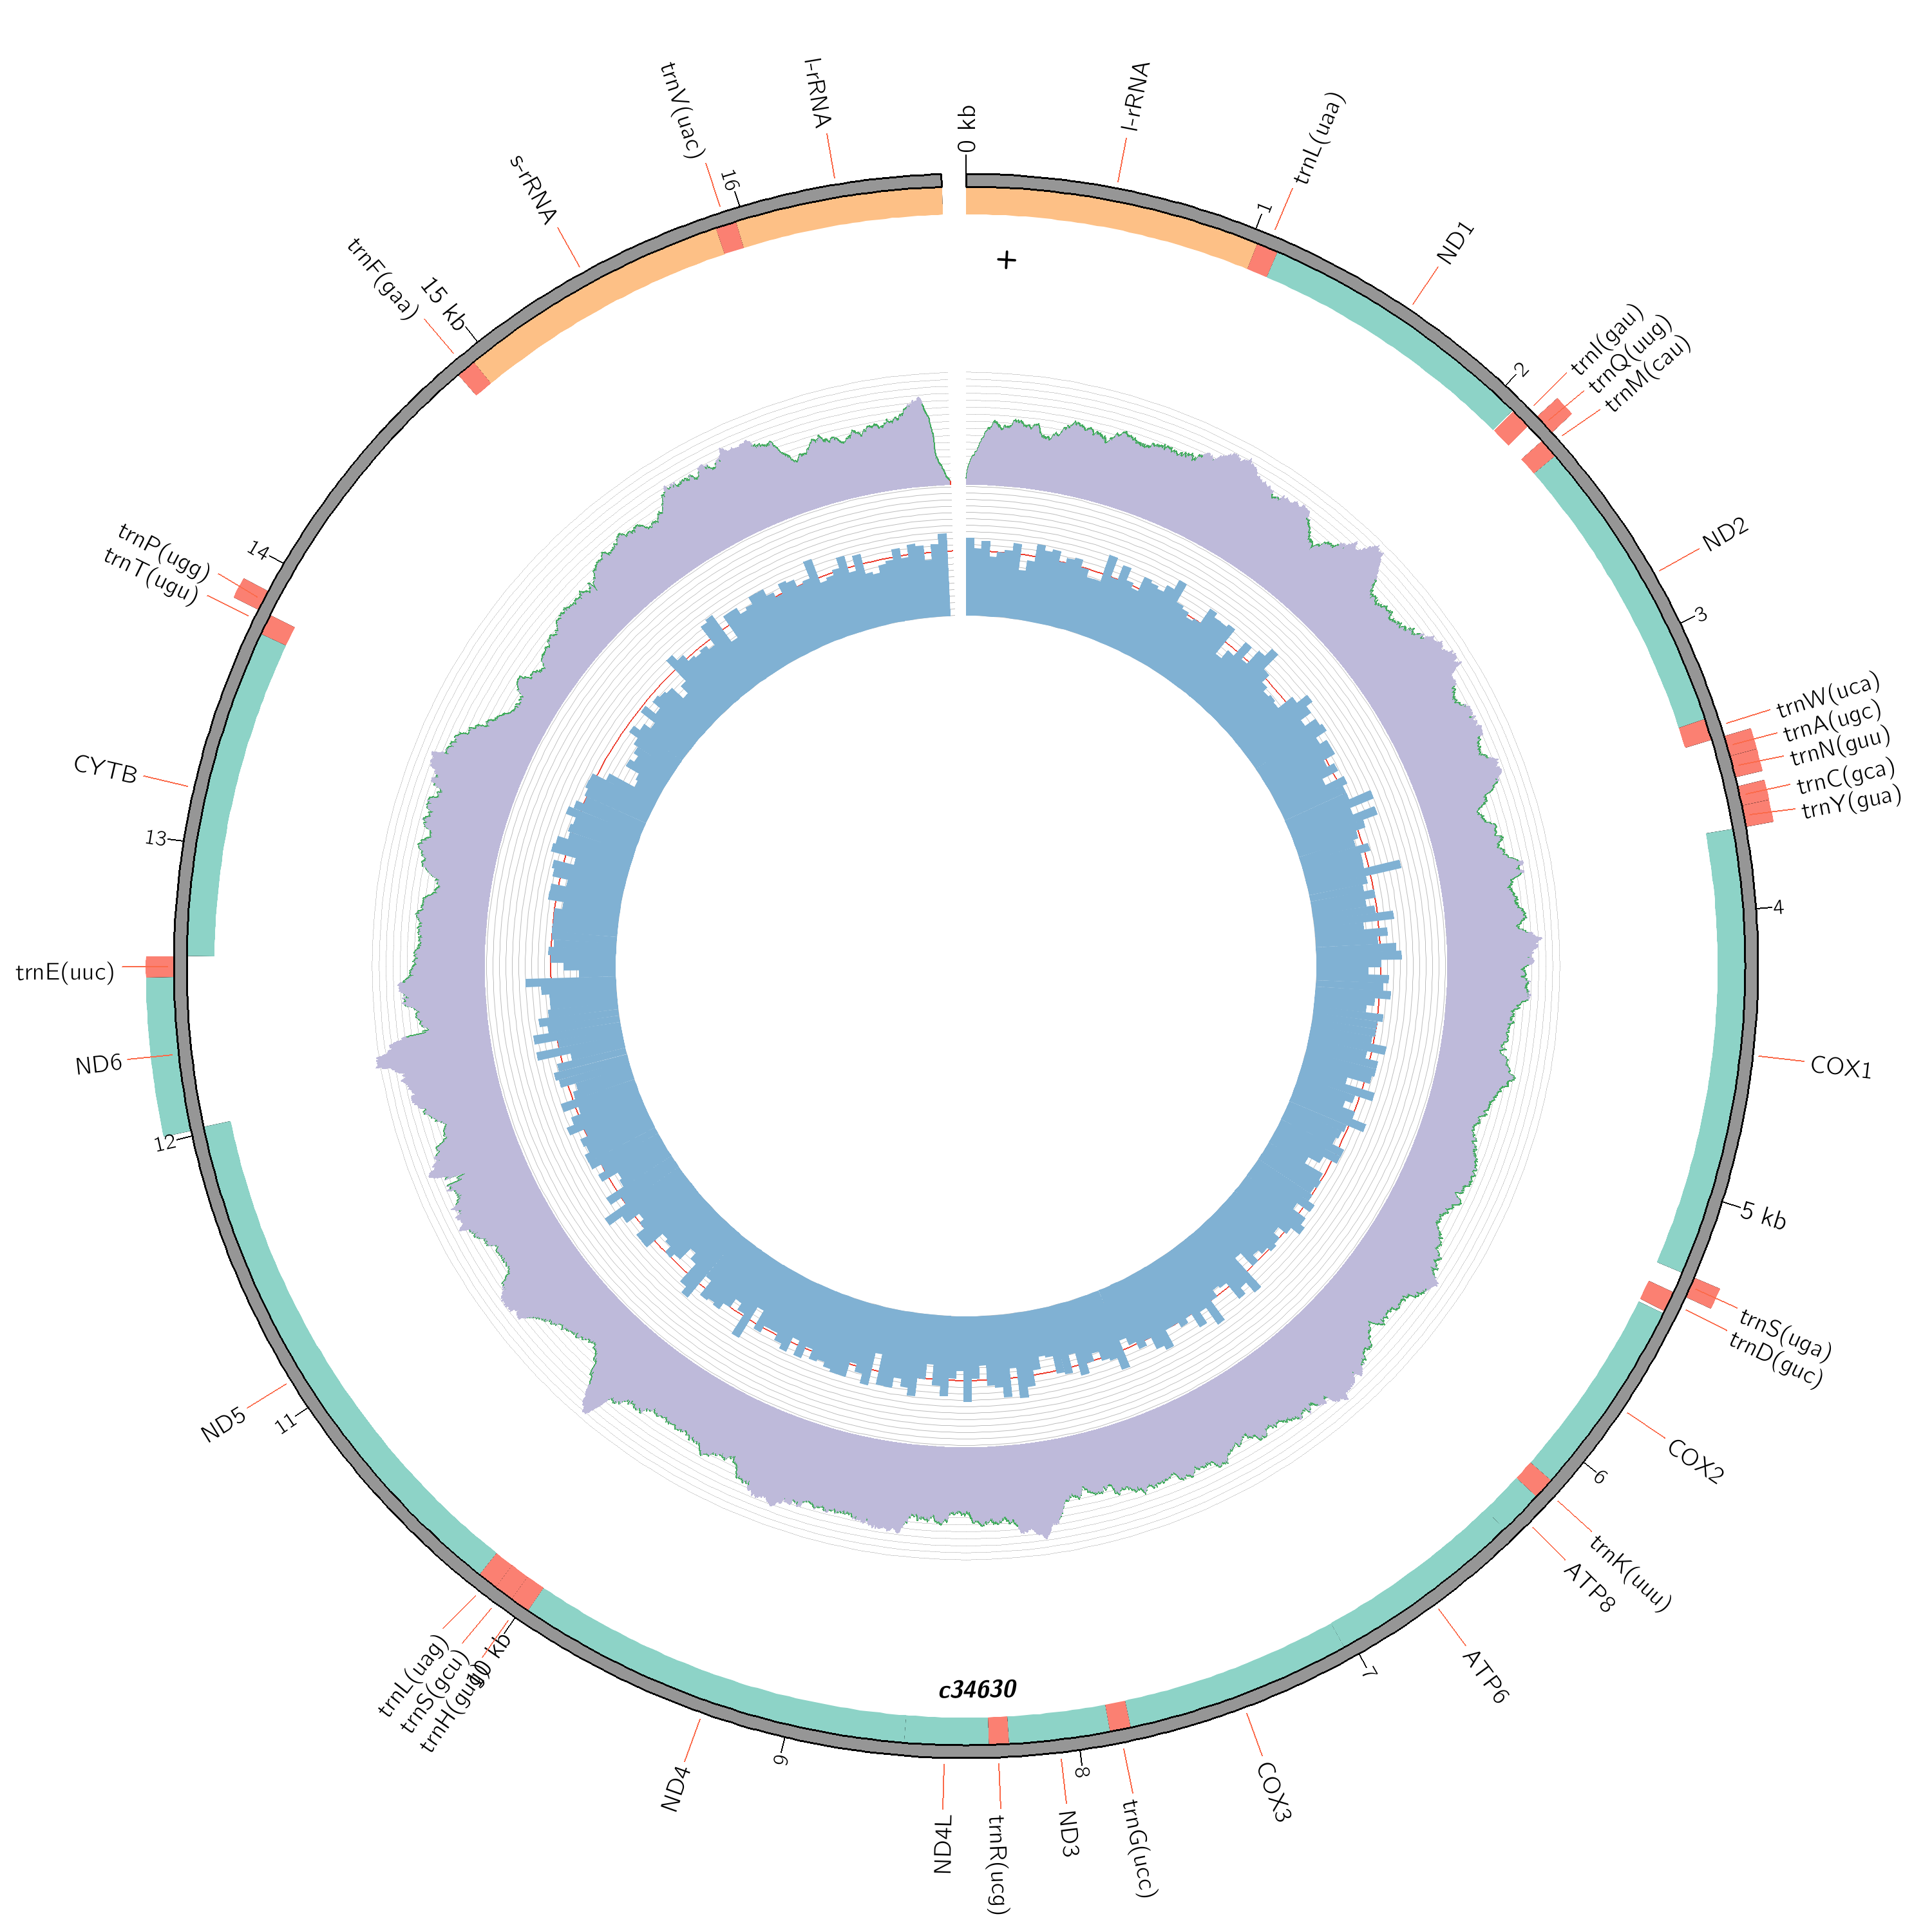 0 kb
l-rRNA
1
trnL(uaa)
ND1
2
trnI(gau)
trnQ(uug)
trnM(cau)
ND2
3
trnW(uca)
trnA(ugc)
trnN(guu)
trnC(gca)
trnY(gua)
4
COX1
5 kb
trnS(uga)
trnD(guc)
COX2
6
trnK(uuu)
ATP8
ATP6
7
COX3
trnG(ucc)
8
ND3
trnR(ucg)
ND4L
9
ND4
10 kb
trnH(gug)
trnS(gcu)
trnL(uag)
11
ND5
12
ND6
trnE(uuc)
13
CYTB
trnT(ugu)
trnP(ugg)
14
trnF(gaa)
15 kb
s-rRNA
16
trnV(uac)
l-rRNA
+
c34630